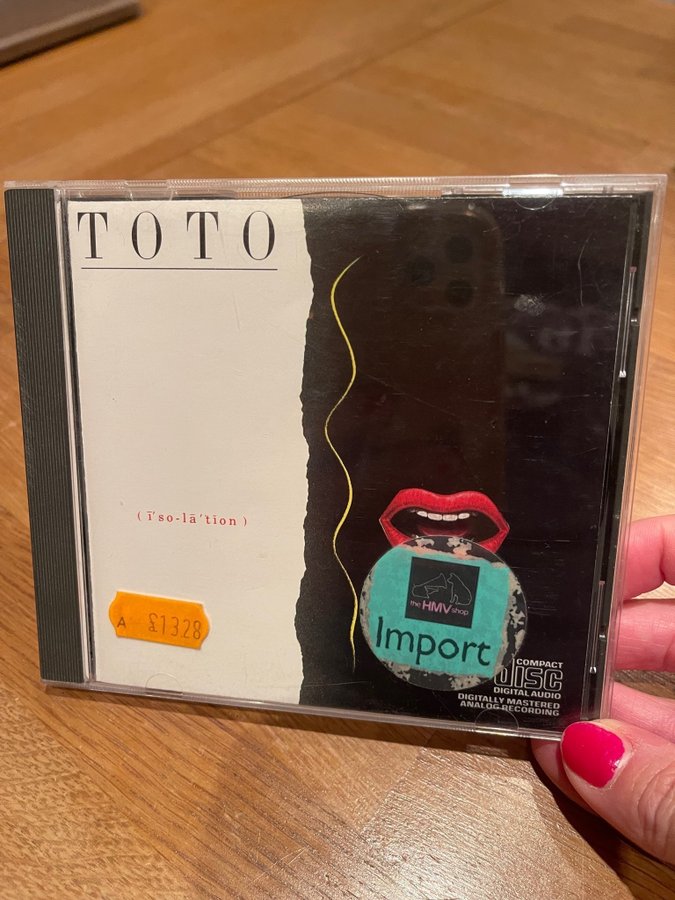 TOTO
(ī'so-lā'tion)
A £13.28
the HMV shop
Import
COMPACT
disc
DIGITAL AUDIO
DIGITALLY MASTERED
ANALOG RECORDING